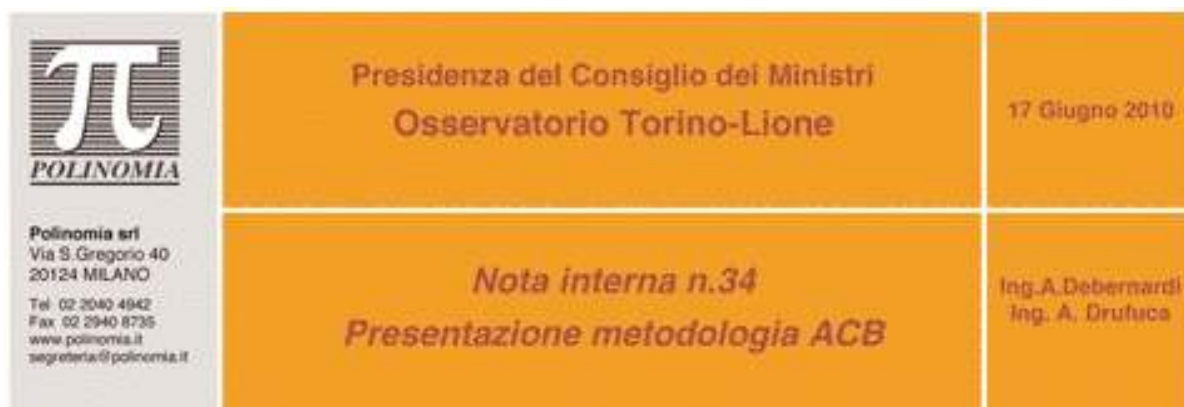 π
POLINOMIA
Polinomia srl
Via S.Gregorio 40
20124 MILANO
Tel 02 2040 4942
Fax 02 2940 8735
www.polinomia.it
segreteria@polinomia.it
Presidenza del Consiglio dei Ministri
Osservatorio Torino-Lione
17 Giugno 2010
Nota interna n.34
Presentazione metodologia ACB
Ing.A.Debernardi
Ing. A. Drufuca